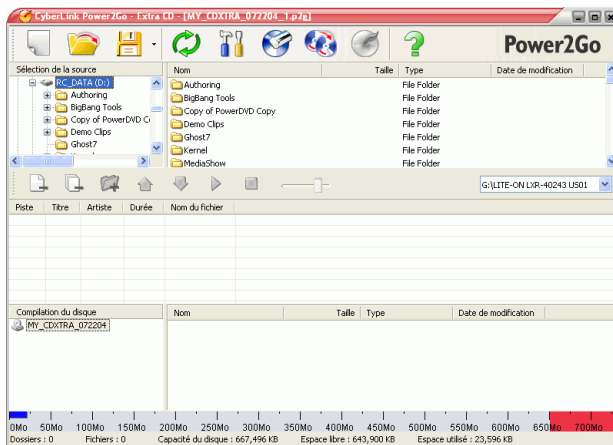 CyberLink Power2Go - Extra CD - [MY_CDXTRA_072204_1.p2g]
Power2Go
Sélection de la source
Nom Taille Type Date de modification
RC_DATA (D:)
Authoring
BigBang Tools
Copy of PowerDVD C
Demo Clips
Ghost7
Authoring File Folder
BigBang Tools File Folder
Copy of PowerDVD Copy File Folder
Demo Clips File Folder
Ghost7 File Folder
Kernel File Folder
MediaShow File Folder
G:\LITE-ON LXR-40243 US01
Piste Titre Artiste Durée Nom du fichier
Compilation du disque
Nom Taille Type Date de modification
MY_CDXTRA_072204
0Mo 50Mo 100Mo 150Mo 200Mo 250Mo 300Mo 350Mo 400Mo 450Mo 500Mo 550Mo 600Mo 650Mo 700Mo
Dossiers : 0 Fichiers : 0 Capacité du disque : 667,496 KB Espace libre : 643,900 KB Espace utilisé : 23,596 KB